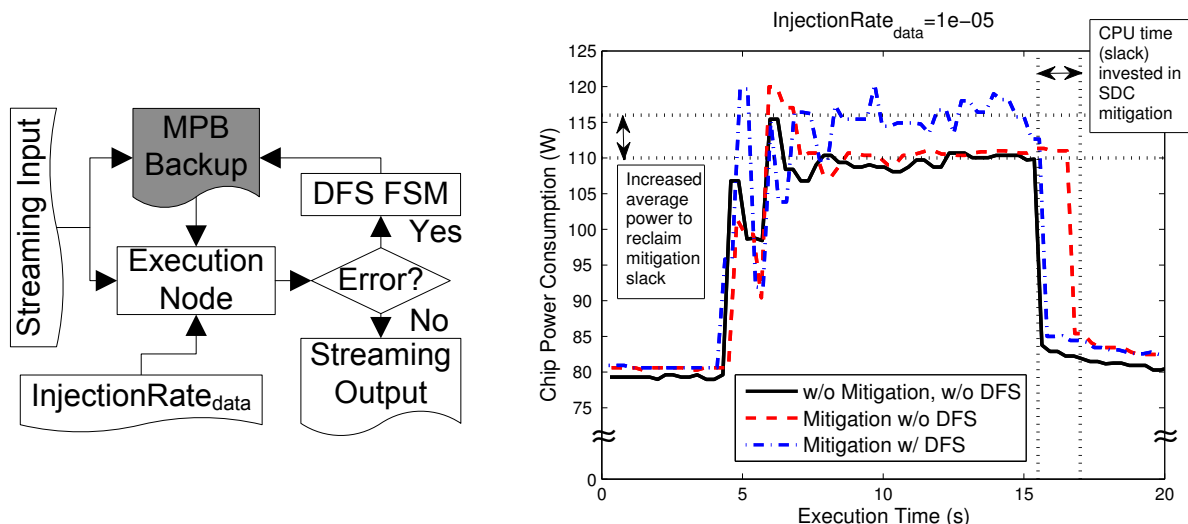 Streaming Input
MPB
Backup
DFS FSM
Yes
Execution
Node
Error?
No
Streaming
Output
InjectionRate_data
InjectionRate_data=1e-05
125
120
115
110
105
100
95
90
85
80
75
0
Chip Power Consumption (W)
0
5
10
15
20
Execution Time (s)
Increased
average
power to
reclaim
mitigation
slack
CPU time
(slack)
invested in
SDC
mitigation
w/o Mitigation, w/o DFS
Mitigation w/o DFS
Mitigation w/ DFS